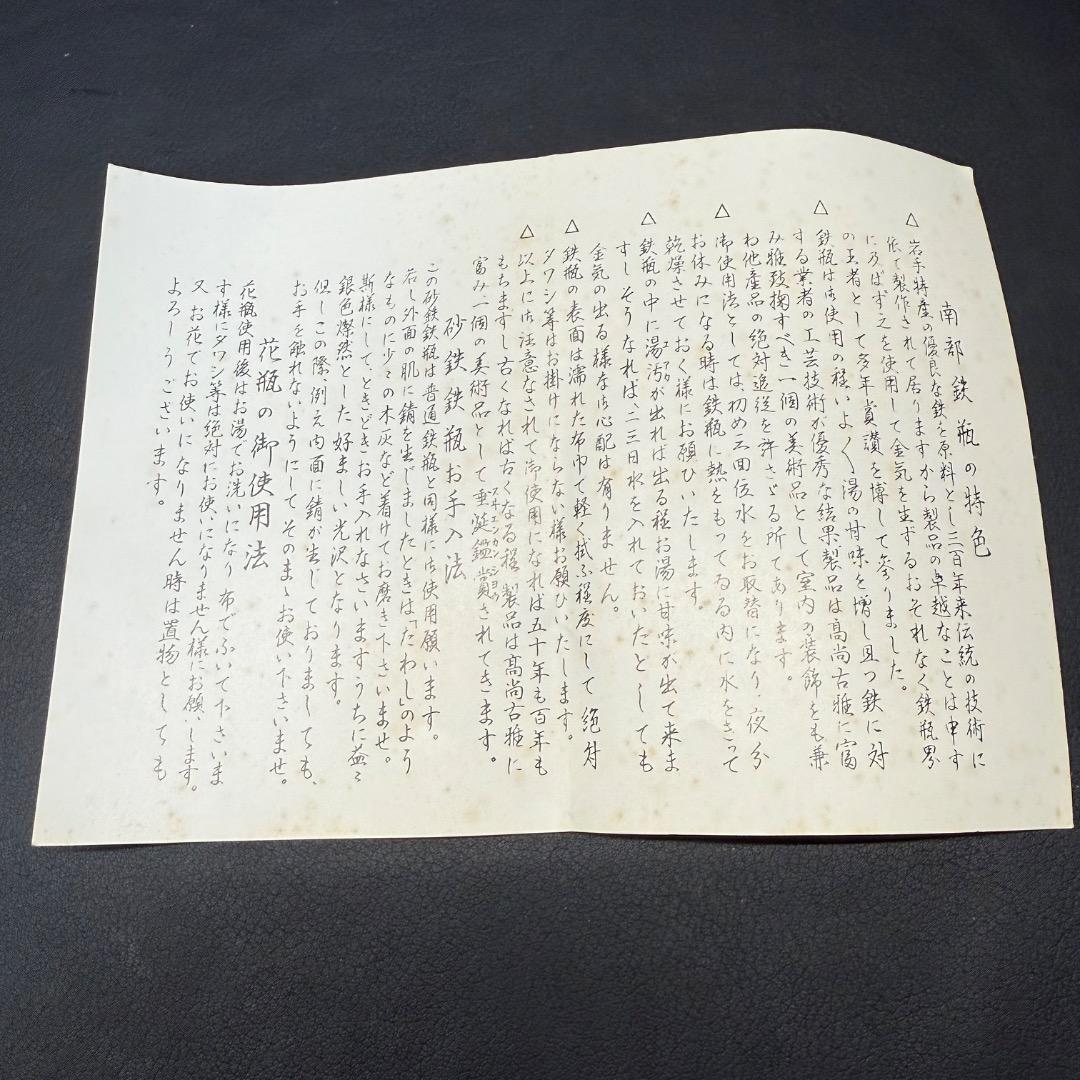 南部鉄瓶の特色
△ 岩手特産の優良な鉄を原料とし三百年来伝統の技術に
依て製作されて居りますから製品の卓越なことは申す
に及ばず之を使用して金気を生ずるおそれなく鉄瓶界
の王者として多年賞讃を博して参りました。
△ 鉄瓶は御使用の程いよく湯の甘味を増し且つ鉄に対
する業者の工芸技術が優秀な結果製品は髙尚古雅に富
み雅致掬すべき一個の美術品として室内の装飾をも兼
ね他産品の絶対追従を許さゞる所であります。
△ 御使用法としては初め三回位水をお取替になり・夜分
お休みになる時は鉄瓶に熱をもってゐる内に水をきって
乾燥させておく様にお願ひいたします。
△ 鉄瓶の中に湯汚が出れば出る程お湯に甘味が出て来ま
すしそうなれば二三日水を入れておいたとしても
金気の出る様な御心配は有りません。
△ 鉄瓶の表面は濡れた布巾で軽く拭ふ程度にして絶対
タワシ等はお掛けにならない様お願ひいたします。
△ 以上に御注意なされて御使用になれば五十年も百年も
もちますし古くなれば古くなる程製品は髙尚古雅に
富み一個の美術品として垂涎鑑賞されてきます。
砂鉄鉄瓶お手入法
この砂鉄鉄瓶は普通鉄瓶と同様に御使用願います。
若し外面の肌に錆を生じましたときは「たわし」のよう
なものに少々の木灰など着けてお磨き下さいませ。
斯様にして、ときどきお手入れなさいますうちに益々
銀色燦然とした好ましい光沢となります。
但しこの際、例え内面に錆が生じておりましても、
お手を触れないようにしてそのまゝお使い下さいませ。
花瓶の御使用法
花瓶使用後はお湯でお洗いになり布でふいて下さいま
す様にタワシ等は絶対にお使いになりません様にお願いします。
又お花でお使いになりません時は置物としても
よろしうございます。